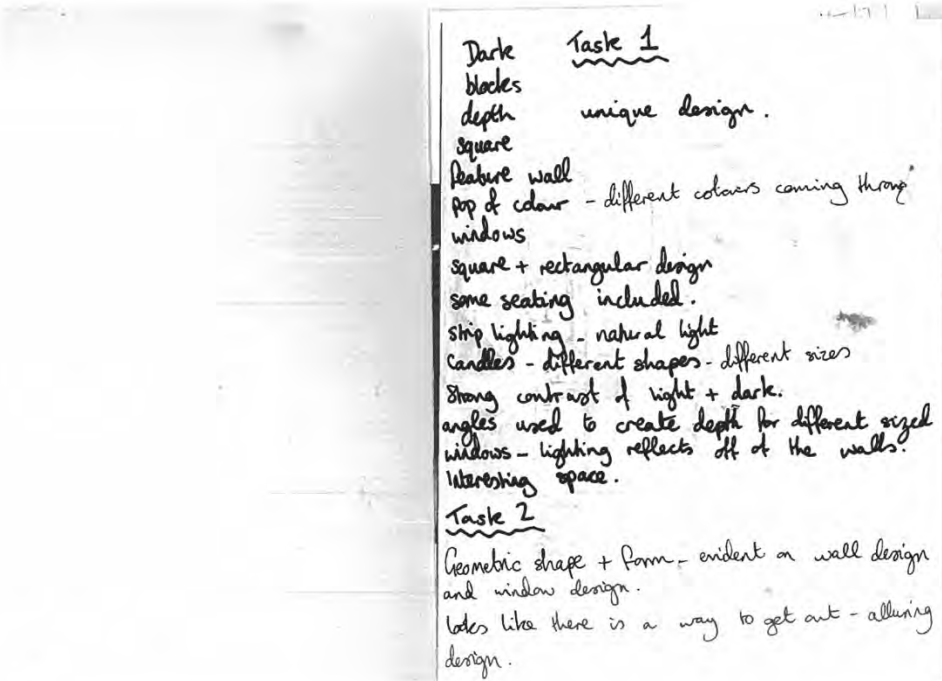 Dark Task 1
blocks
depth unique design.
square
feature wall
pop of colour - different colours coming throug
windows
square + rectangular design
some seating included.
strip lighting - natural light
Candles - different shapes - different sizes
Strong contrast of light + dark.
angles used to create depth for different sized
windows - lighting reflects off of the walls.
Interesting space.
Task 2
Geometric shape + form - evident on wall design
and window design.
looks like there is a way to get out - alluring
design.